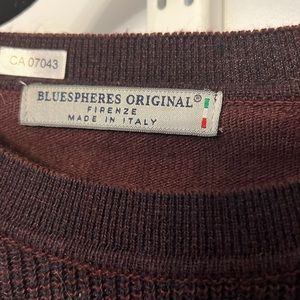 CA 07043
BLUESPHERES ORIGINAL®
FIRENZE
MADE IN ITALY